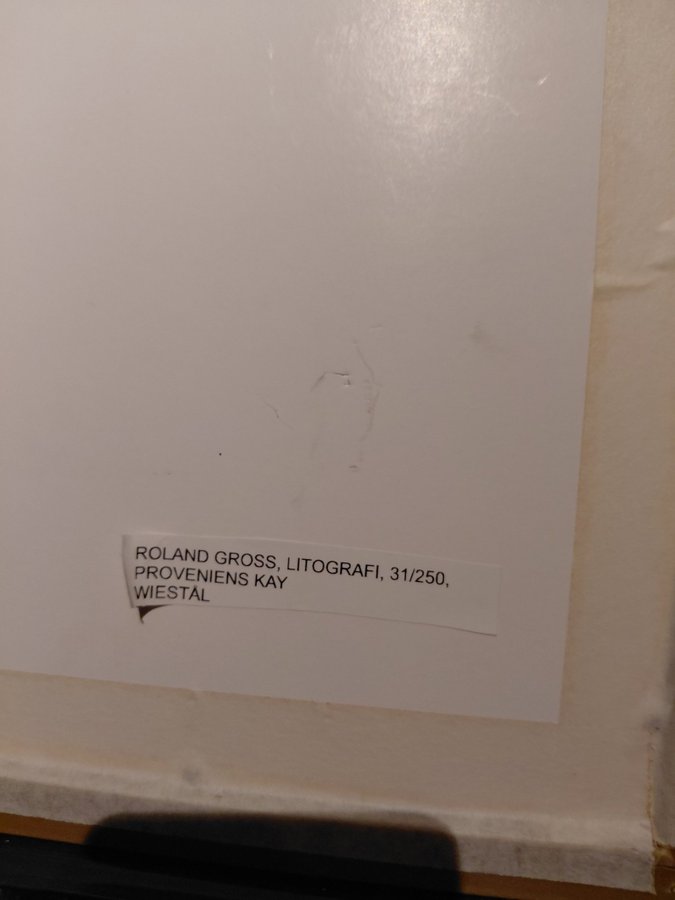 ROLAND GROSS, LITOGRAFI, 31/250,
PROVENIENS KAY
WIESTÅL